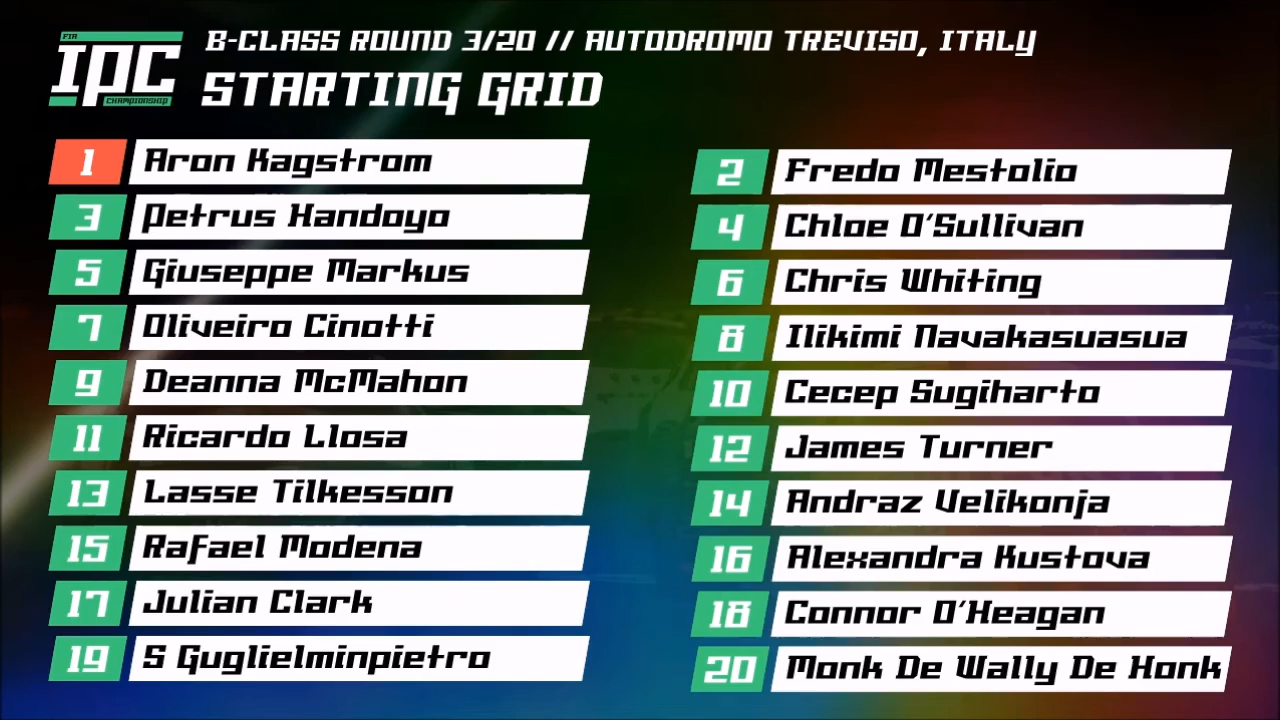 FIA
IPC
CHAMPIONSHIP
B-CLASS ROUND 3/20 // AUTODROMO TREVISO, ITALY
STARTING GRID
1 Aron Kagstrom
2 Fredo Mestolio
3 Petrus Handoyo
4 Chloe O'Sullivan
5 Giuseppe Markus
6 Chris Whiting
7 Oliveiro Cinotti
8 Ilikimi Navakasuasua
9 Deanna McMahon
10 Cecep Sugiharto
11 Ricardo Llosa
12 James Turner
13 Lasse Tilkesson
14 Andraz Velikonja
15 Rafael Modena
16 Alexandra Kustova
17 Julian Clark
18 Connor O'Heagan
19 S Guglielminpietro
20 Monk De Wally De Honk